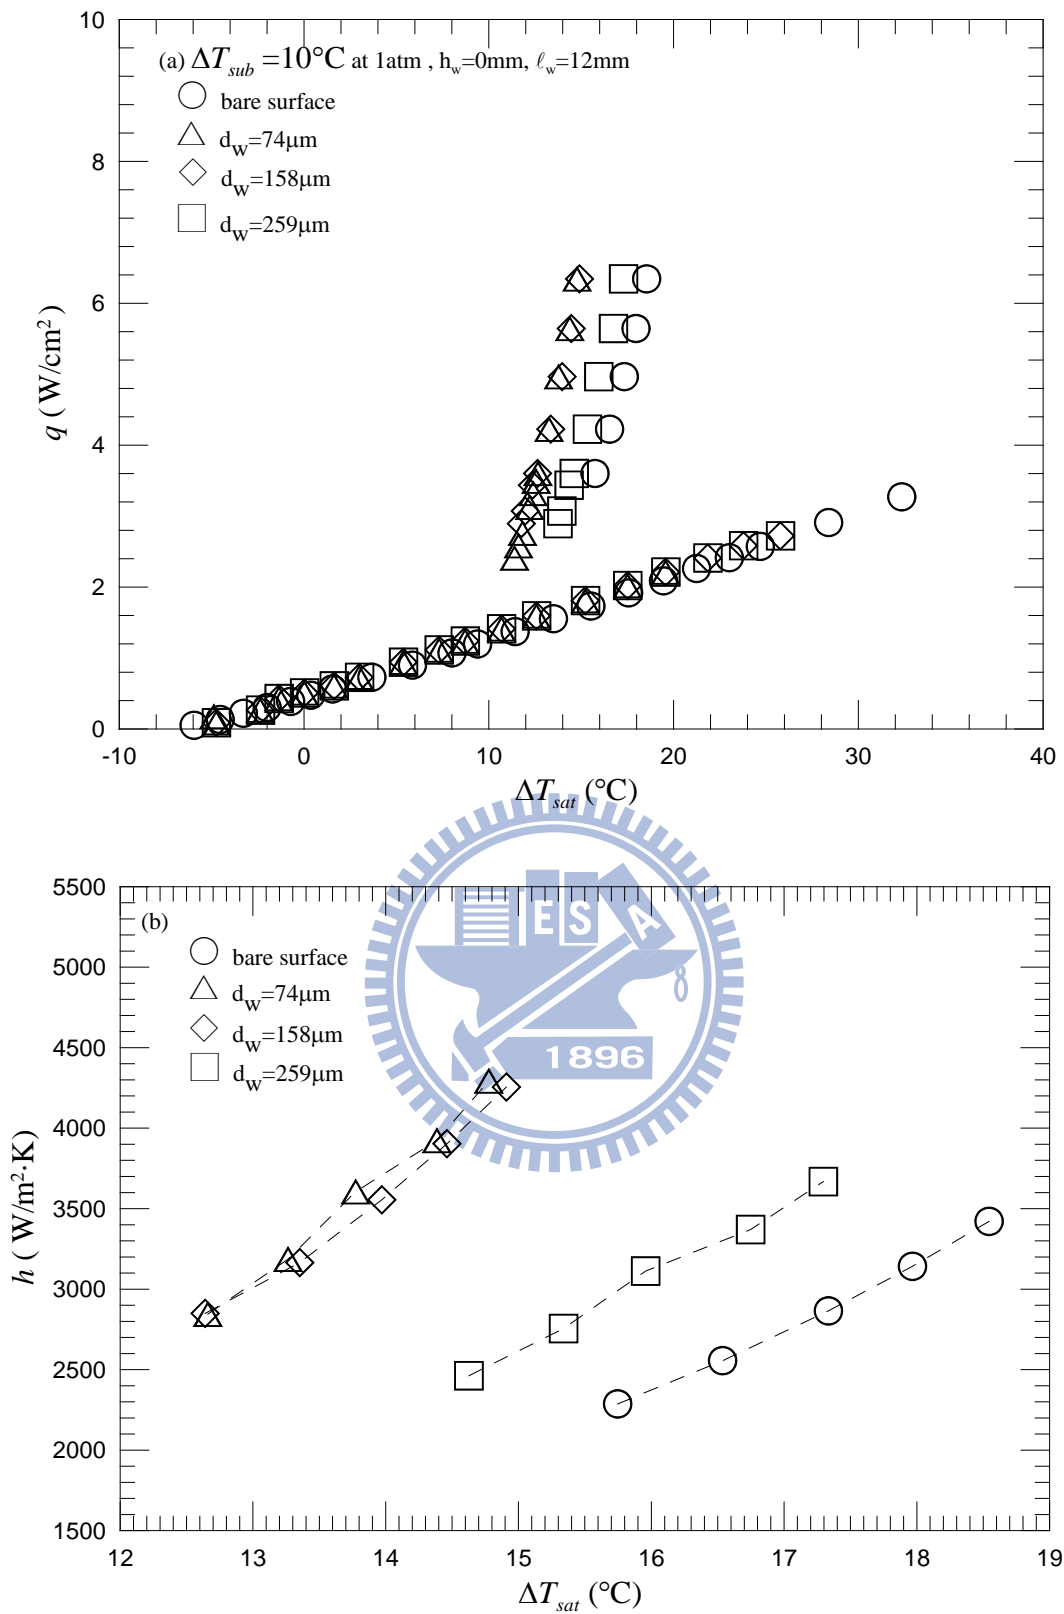 10
(a) ΔT_sub =10°C at 1atm , h_w=0mm, ℓ_w=12mm
bare surface
d_w=74μm
8
d_w=158μm
d_w=259μm
6
q ( W/cm²)
4
2
0
-10 0 10 20 30 40
ΔT_sat (°C)
5500
(b)
E S A
bare surface
5000
d_w=74μm
4500
d_w=158μm
1896
d_w=259μm
4000
h ( W/m²·K)
3500
3000
2500
2000
1500
12 13 14 15 16 17 18 19
ΔT_sat (°C)